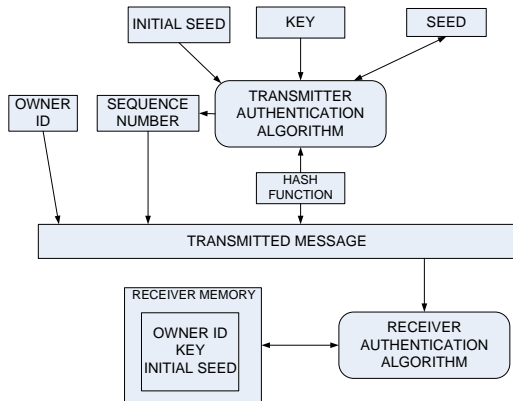 INITIAL SEED
KEY
SEED
TRANSMITTER
AUTHENTICATION
ALGORITHM
OWNER
ID
SEQUENCE
NUMBER
HASH
FUNCTION
TRANSMITTED MESSAGE
RECEIVER MEMORY
OWNER ID
KEY
INITIAL SEED
RECEIVER
AUTHENTICATION
ALGORITHM